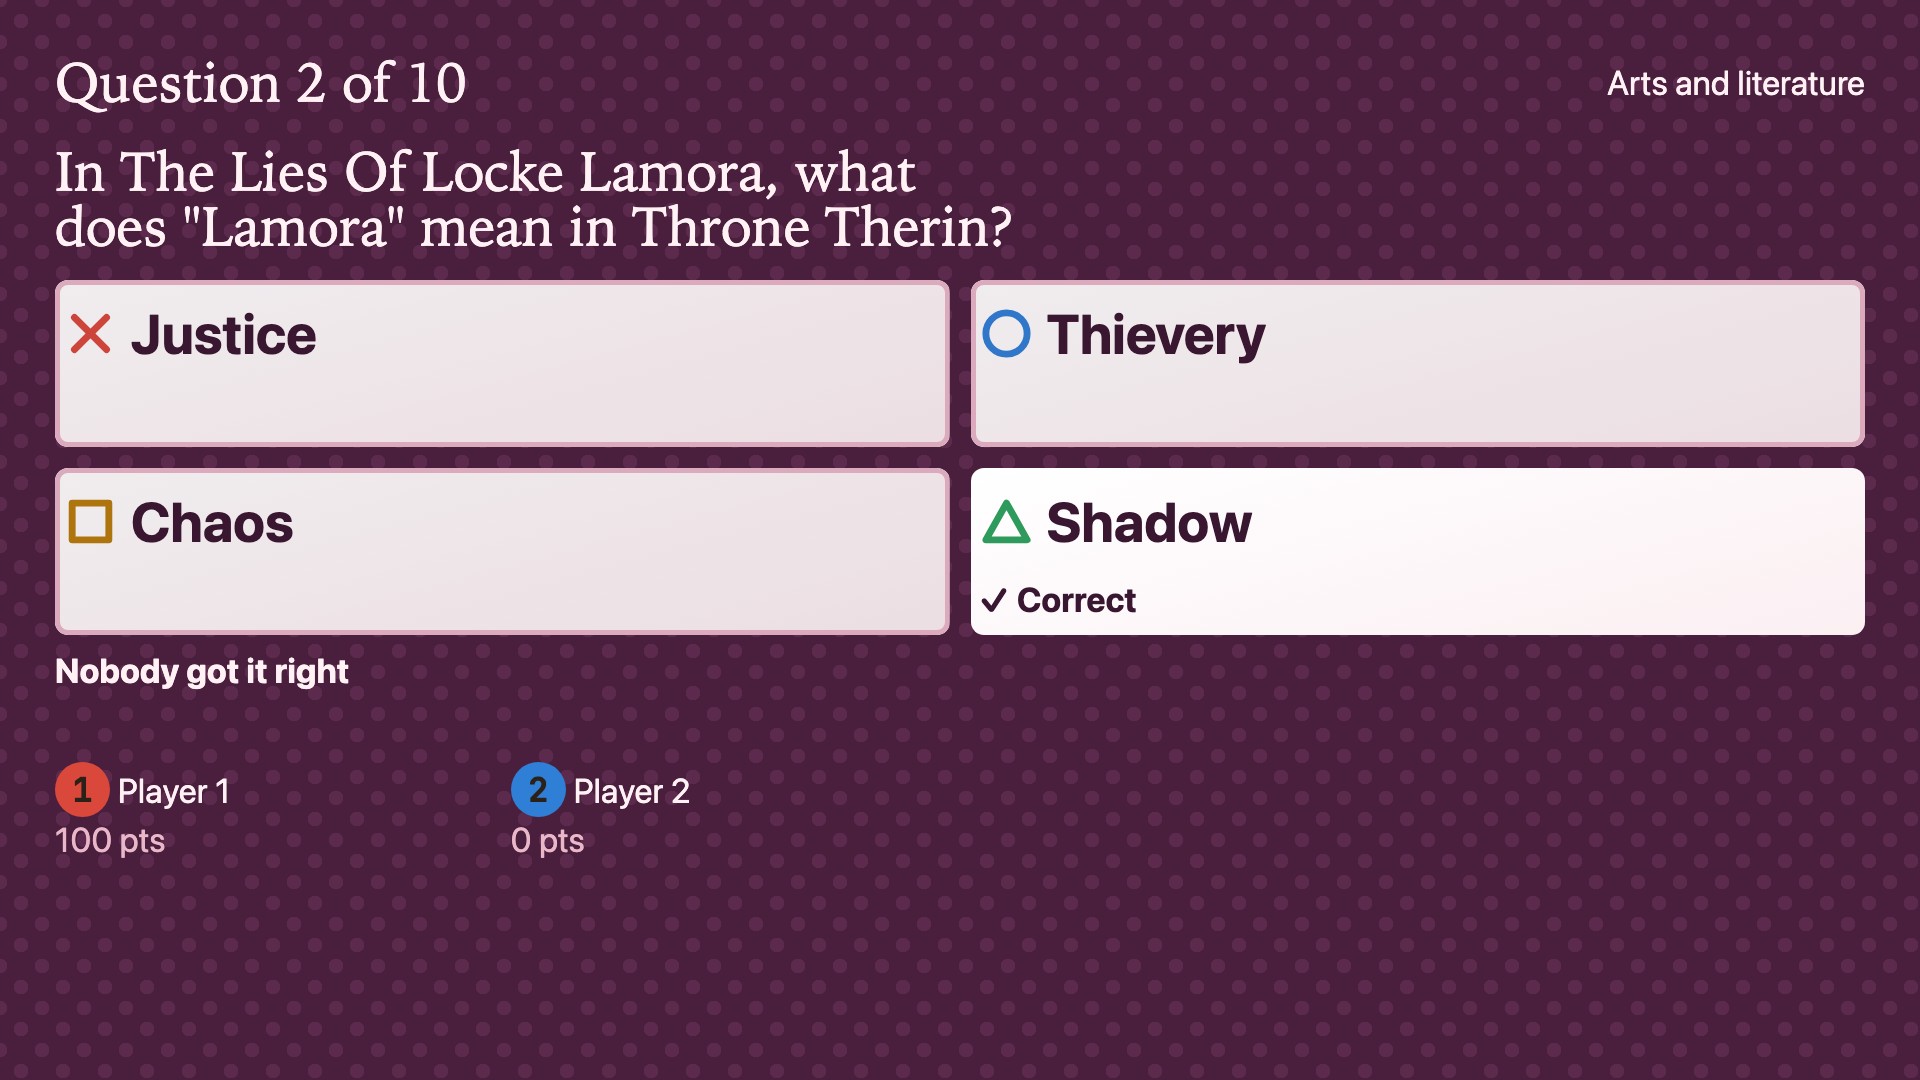 Question 2 of 10
Arts and literature
In The Lies Of Locke Lamora, what
does "Lamora" mean in Throne Therin?
Justice
Thievery
Chaos
Shadow
✓ Correct
Nobody got it right
1 Player 1
100 pts
2 Player 2
0 pts